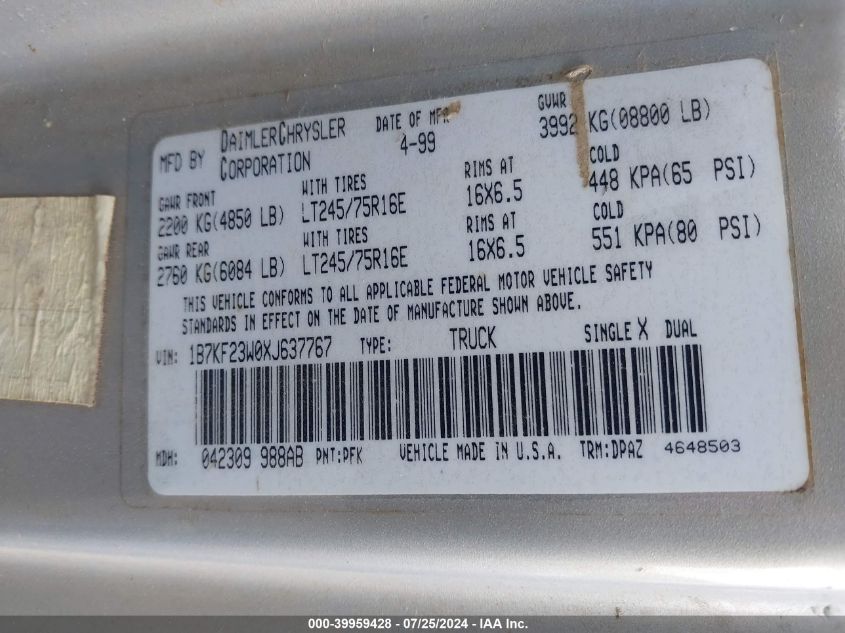 MFD BY DAIMLERCHRYSLER CORPORATION DATE OF MFR 4-99 GVWR 3992 KG(08800 LB)
GAWR FRONT WITH TIRES RIMS AT COLD
2200 KG(4850 LB) LT245/75R16E 16X6.5 448 KPA(65 PSI)
GAWR REAR WITH TIRES RIMS AT COLD
2760 KG(6084 LB) LT245/75R16E 16X6.5 551 KPA(80 PSI)
THIS VEHICLE CONFORMS TO ALL APPLICABLE FEDERAL MOTOR VEHICLE SAFETY
STANDARDS IN EFFECT ON THE DATE OF MANUFACTURE SHOWN ABOVE.
VIN: 1B7KF23W0XJ637767 TYPE: TRUCK SINGLE X DUAL
MDH: 042309 988AB PNT:PFK VEHICLE MADE IN U.S.A. TRM:DPAZ 4648503
000-39959428 - 07/25/2024 - IAA Inc.